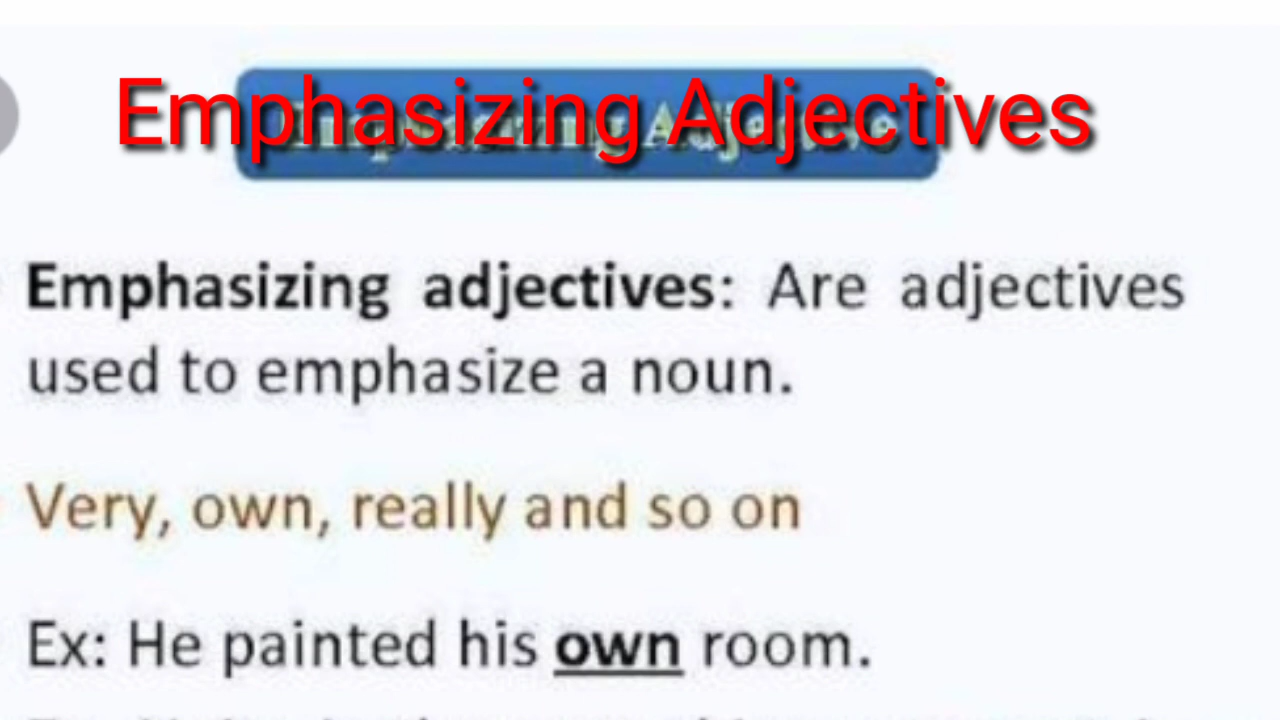 Emphasizing Adjectives
Emphasizing adjectives: Are adjectives
used to emphasize a noun.
Very, own, really and so on
Ex: He painted his own room.